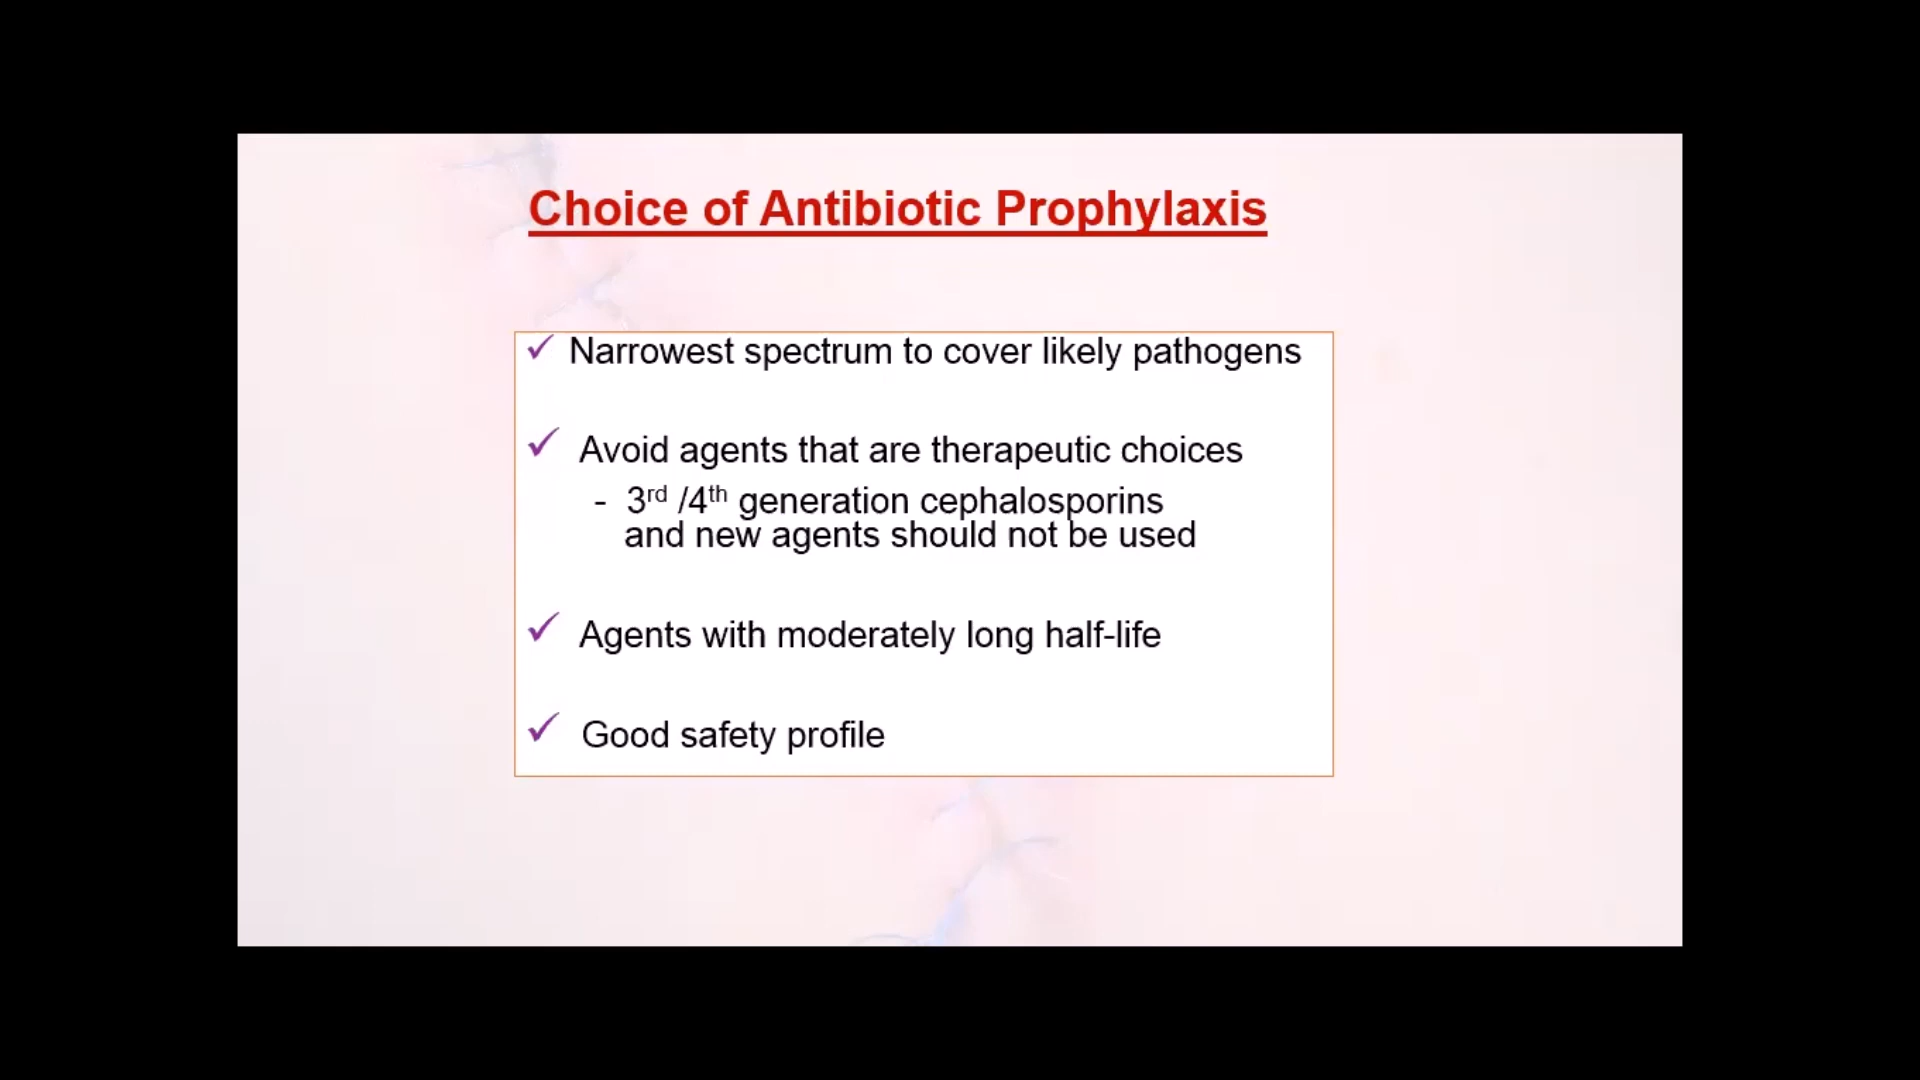 Choice of Antibiotic Prophylaxis
✓ Narrowest spectrum to cover likely pathogens
✓ Avoid agents that are therapeutic choices
- 3rd /4th generation cephalosporins
and new agents should not be used
✓ Agents with moderately long half-life
✓ Good safety profile